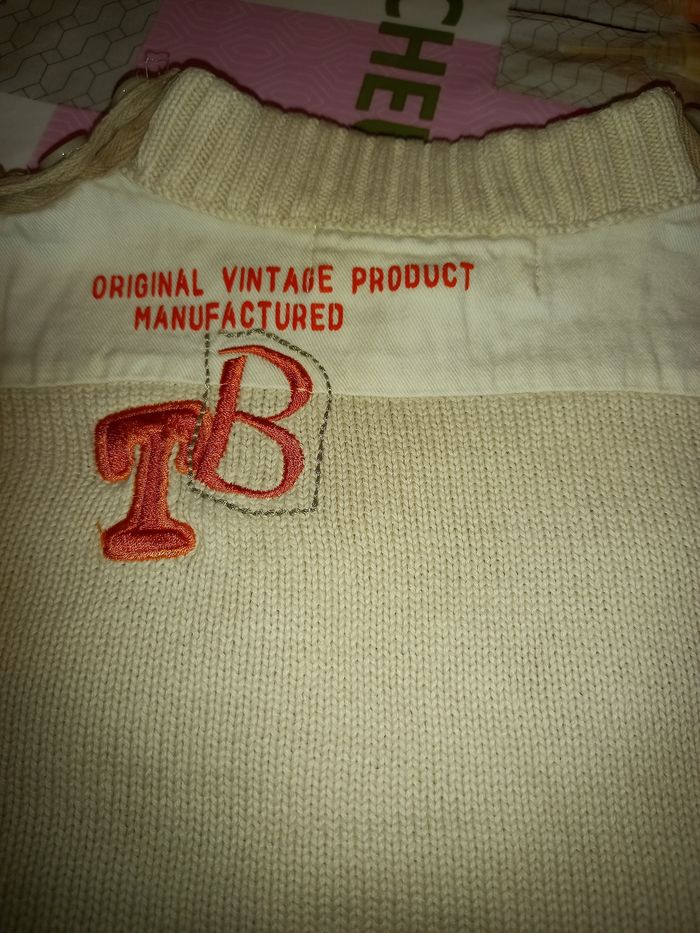 ORIGINAL VINTAGE PRODUCT
MANUFACTURED
TB